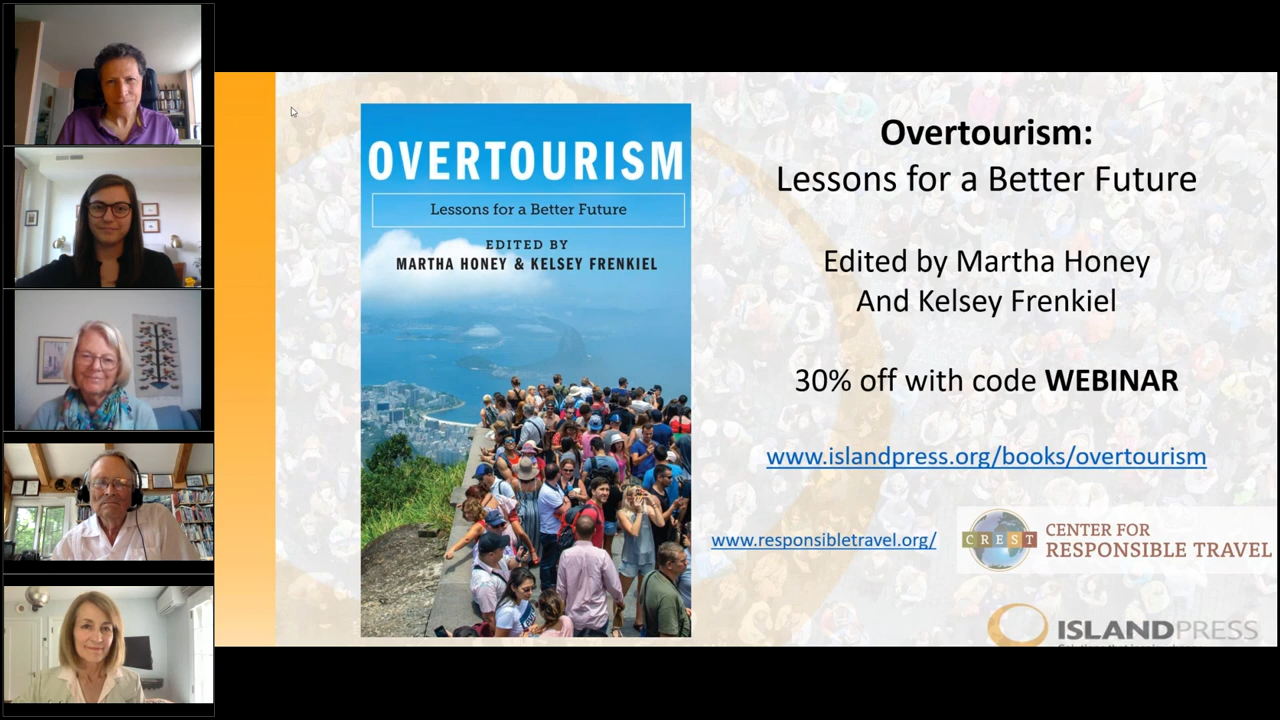 OVERTOURISM
Lessons for a Better Future
EDITED BY
MARTHA HONEY & KELSEY FRENKIEL
Overtourism:
Lessons for a Better Future
Edited by Martha Honey
And Kelsey Frenkiel
30% off with code WEBINAR
www.islandpress.org/books/overtourism
www.responsibletravel.org/
CREST
CENTER FOR
RESPONSIBLE TRAVEL
ISLANDPRESS